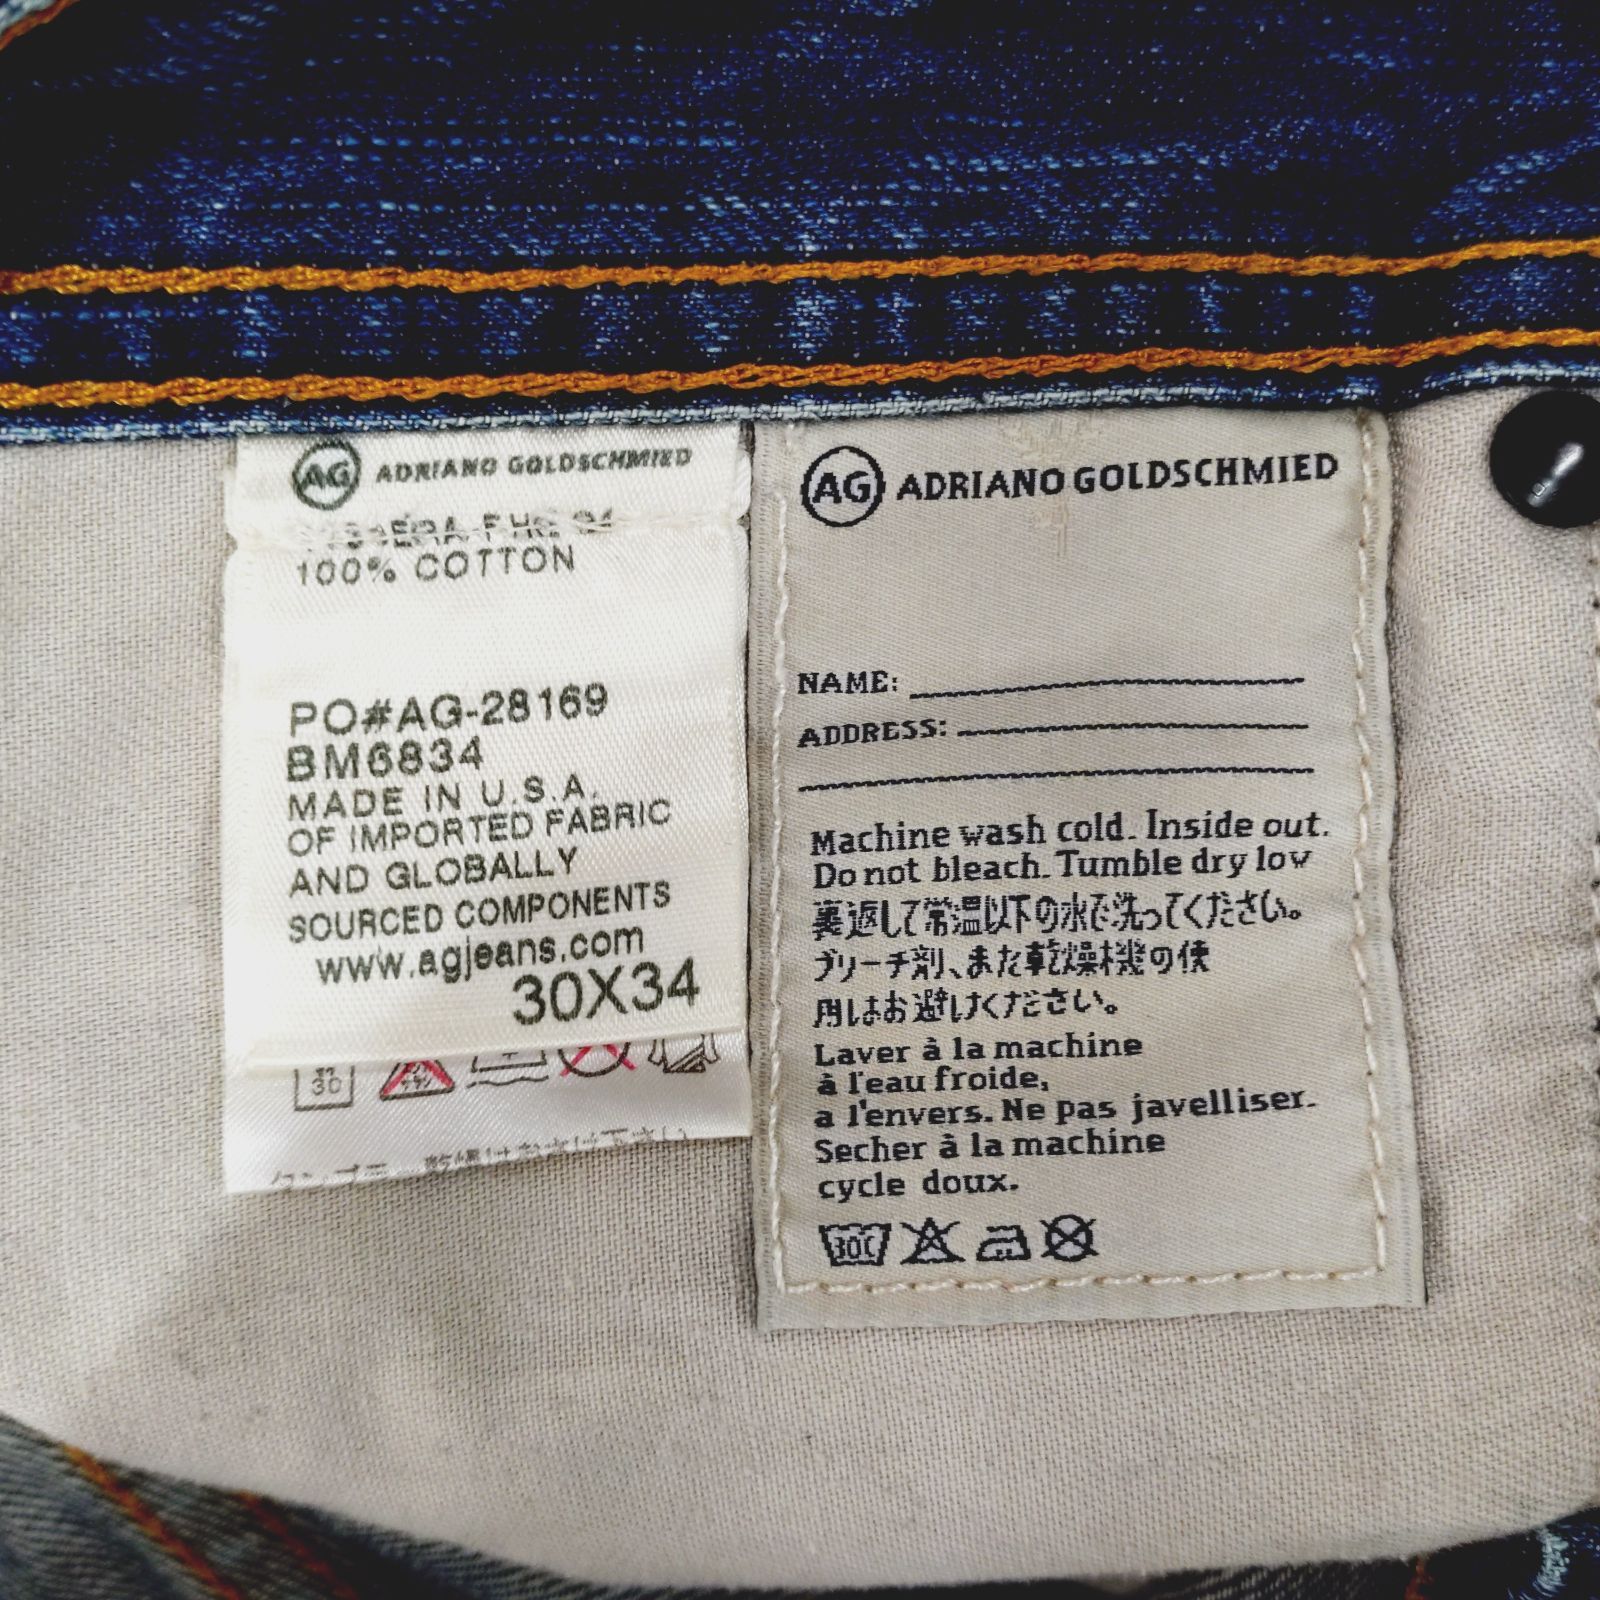 AG ADRIANO GOLDSCHMIED
100% COTTON
PO#AG-28169
BM6834
MADE IN U.S.A.
OF IMPORTED FABRIC
AND GLOBALLY
SOURCED COMPONENTS
www.agjeans.com
30X34
30
AG ADRIANO GOLDSCHMIED
NAME:
ADDRESS:
Machine wash cold. Inside out.
Do not bleach. Tumble dry low
裏返して常温以下の水で洗ってください。
ブリーチ剤、また乾燥機の使
用はお避けください。
Laver à la machine
à l'eau froide,
a l'envers. Ne pas javelliser.
Secher à la machine
cycle doux.
30C